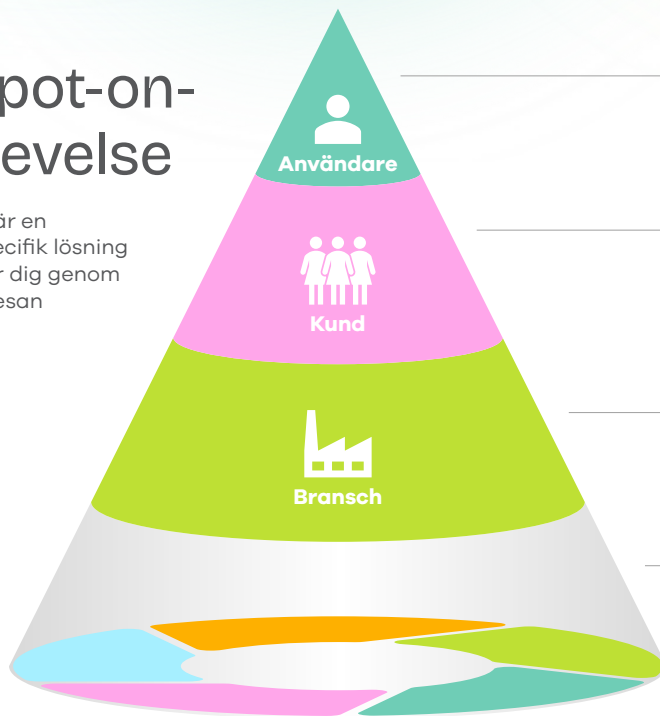 pot-on-
evelse
är en
ecifik lösning
r dig genom
esan
Användare
Kund
Bransch